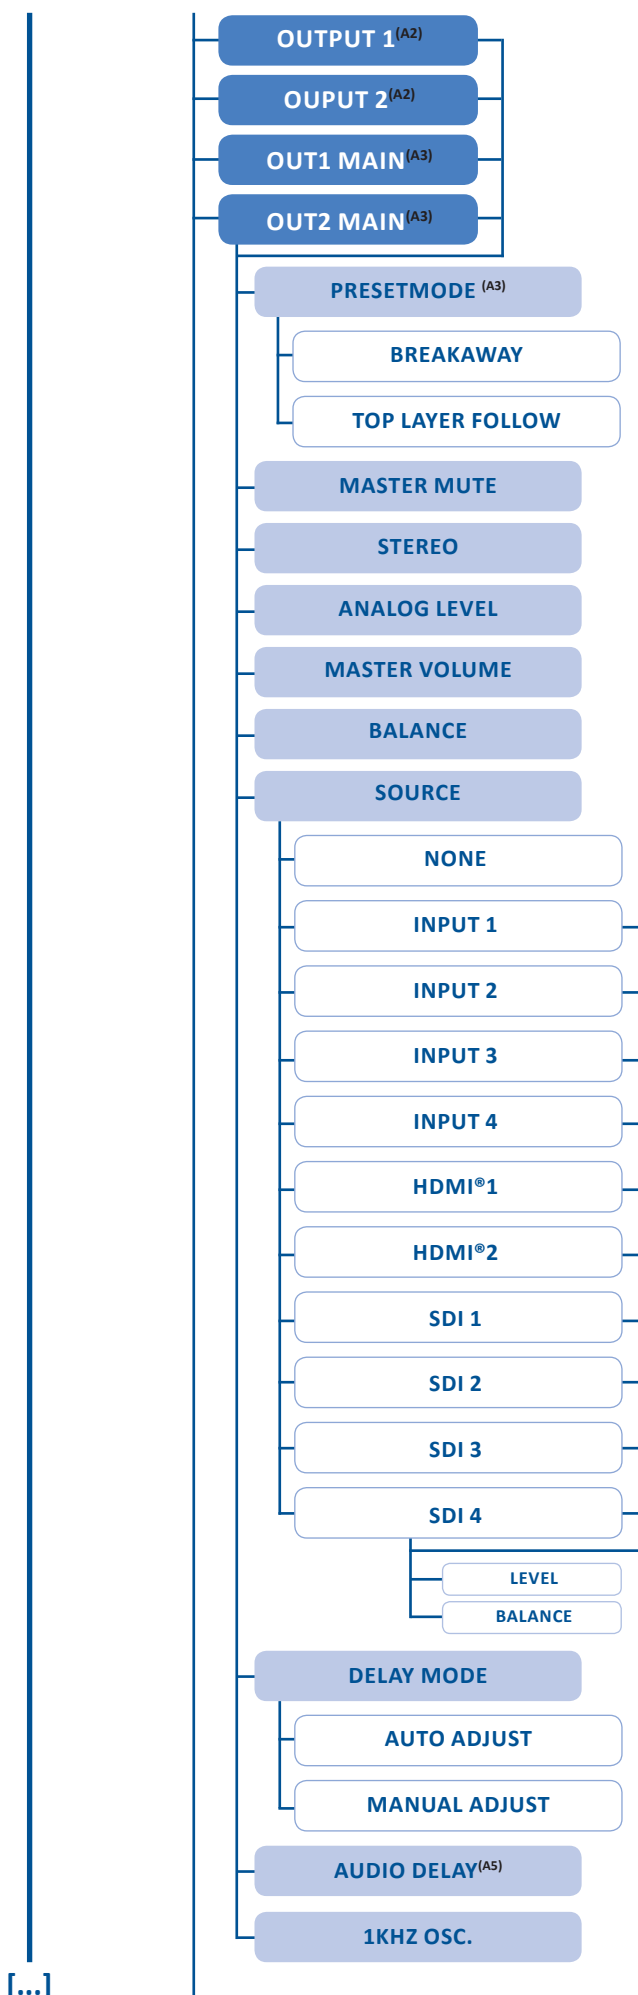 OUTPUT 1(A2)
OUPUT 2(A2)
OUT1 MAIN(A3)
OUT2 MAIN(A3)
PRESETMODE (A3)
BREAKAWAY
TOP LAYER FOLLOW
MASTER MUTE
STEREO
ANALOG LEVEL
MASTER VOLUME
BALANCE
SOURCE
NONE
INPUT 1
INPUT 2
INPUT 3
INPUT 4
HDMI®1
HDMI®2
SDI 1
SDI 2
SDI 3
SDI 4
LEVEL
BALANCE
DELAY MODE
AUTO ADJUST
MANUAL ADJUST
AUDIO DELAY(A5)
1KHZ OSC.
[...]